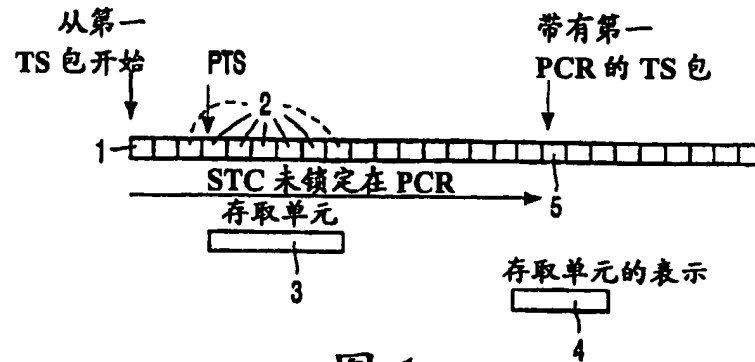 从第一
TS 包开始
PTS
2
带有第一
PCR 的 TS 包
1
STC 未锁定在 PCR
5
存取单元
3
存取单元的表示
4